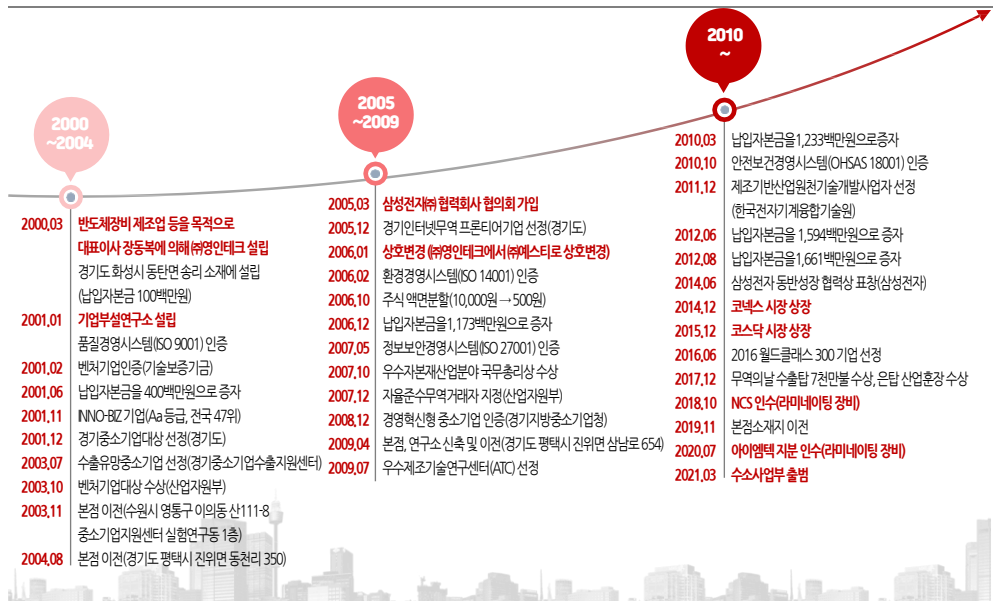 2000
~2004
2000.03 반도체장비 제조업 등을 목적으로
대표이사 장동복에 의해 ㈜영인테크 설립
경기도 화성시 동탄면 송리 소재에 설립
(납입자본금 100백만원)
2001.01 기업부설연구소 설립
품질경영시스템(ISO 9001) 인증
2001.02 벤처기업인증(기술보증기금)
2001.06 납입자본금을 400백만원으로 증자
2001.11 INNO-BIZ 기업(Aa 등급, 전국 47위)
2001.12 경기중소기업대상 선정(경기도)
2003.07 수출유망중소기업 선정(경기중소기업수출지원센터)
2003.10 벤처기업대상 수상(산업자원부)
2003.11 본점 이전(수원시 영통구 이의동 산111-8
중소기업지원센터 실험연구동 1층)
2004.08 본점 이전(경기도 평택시 진위면 동천리 350)
2005
~2009
2005.03 삼성전자㈜ 협력회사 협의회 가입
2005.12 경기인터넷무역 프론티어기업 선정(경기도)
2006.01 상호변경 (㈜영인테크에서 ㈜예스티로 상호변경)
2006.02 환경경영시스템(ISO 14001) 인증
2006.10 주식 액면분할(10,000원 → 500원)
2006.12 납입자본금을1,173백만원으로 증자
2007.05 정보보안경영시스템(ISO 27001) 인증
2007.10 우수자본재산업분야 국무총리상 수상
2007.12 자율준수무역거래자 지정(산업자원부)
2008.12 경영혁신형 중소기업 인증(경기지방중소기업청)
2009.04 본점, 연구소 신축 및 이전(경기도 평택시 진위면 삼남로 654)
2009.07 우수제조기술연구센터(ATC) 선정
2010
~
2010.03 납입자본금을1,233백만원으로증자
2010.10 안전보건경영시스템(OHSAS 18001) 인증
2011.12 제조기반산업원천기술개발사업자 선정
(한국전자기계융합기술원)
2012.06 납입자본금을 1,594백만원으로 증자
2012.08 납입자본금을1,661백만원으로 증자
2014.06 삼성전자 동반성장 협력상 표창(삼성전자)
2014.12 코넥스 시장 상장
2015.12 코스닥 시장 상장
2016.06 2016 월드클래스 300 기업 선정
2017.12 무역의날 수출탑 7천만불 수상, 은탑 산업훈장 수상
2018.10 NCS 인수(라미네이팅 장비)
2019.11 본점소재지 이전
2020.07 아이엠텍 지분 인수(라미네이팅 장비)
2021.03 수소사업부 출범